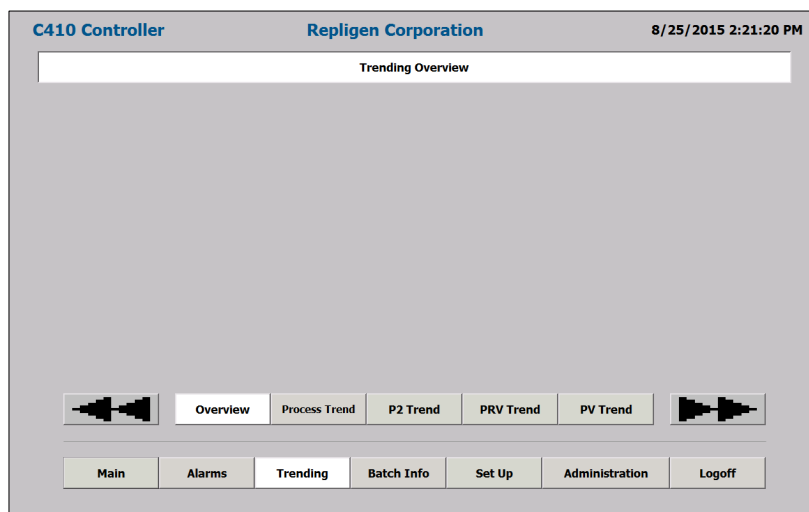 C410 Controller Repligen Corporation 8/25/2015 2:21:20 PM
Trending Overview
Overview Process Trend P2 Trend PRV Trend PV Trend
Main Alarms Trending Batch Info Set Up Administration Logoff